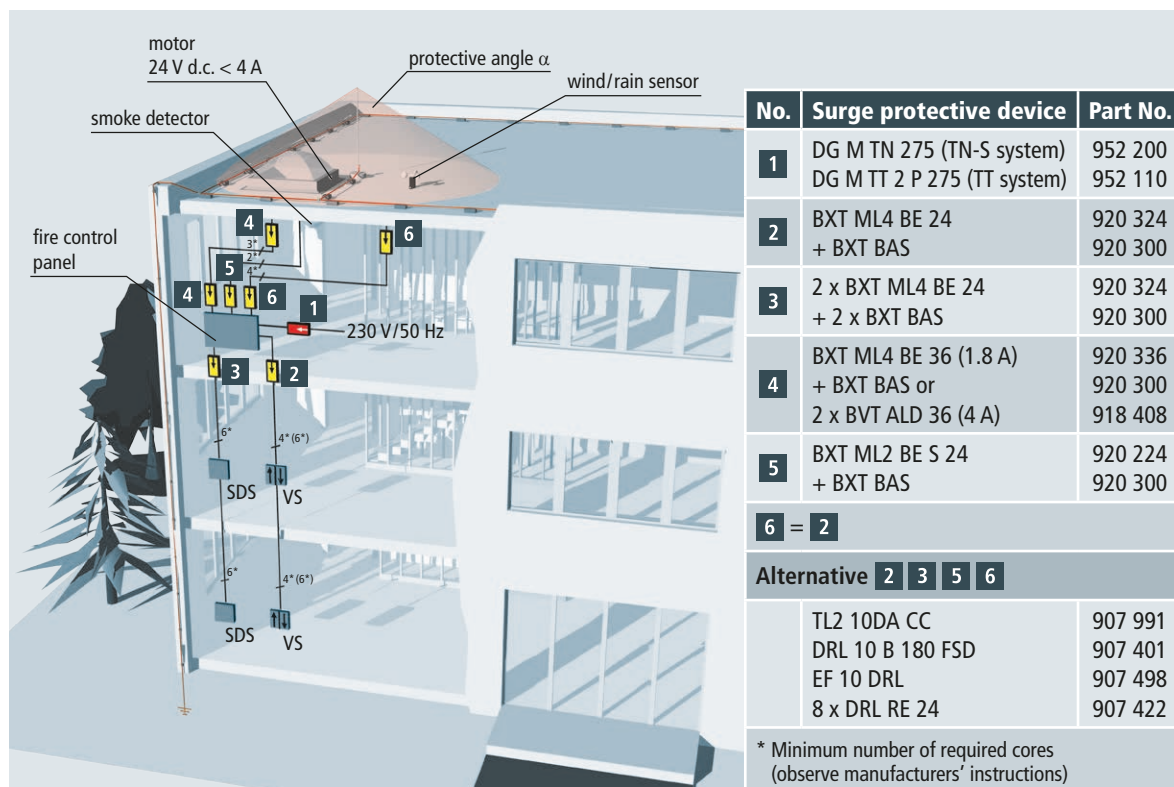 motor
24 V d.c. < 4 A
protective angle α
wind/rain sensor
smoke detector
fire control
panel
4
6
3*
2*
4*
5
4
6
1
230 V/50 Hz
3
2
6*
4* (6*)
SDS
VS
6*
4* (6*)
SDS
VS
No. Surge protective device Part No.
1 DG M TN 275 (TN-S system) 952 200
DG M TT 2 P 275 (TT system) 952 110
2 BXT ML4 BE 24 920 324
+ BXT BAS 920 300
3 2 x BXT ML4 BE 24 920 324
+ 2 x BXT BAS 920 300
4 BXT ML4 BE 36 (1.8 A) 920 336
+ BXT BAS or 920 300
2 x BVT ALD 36 (4 A) 918 408
5 BXT ML2 BE S 24 920 224
+ BXT BAS 920 300
6 = 2
Alternative 2 3 5 6
TL2 10DA CC 907 991
DRL 10 B 180 FSD 907 401
EF 10 DRL 907 498
8 x DRL RE 24 907 422
* Minimum number of required cores
(observe manufacturers' instructions)